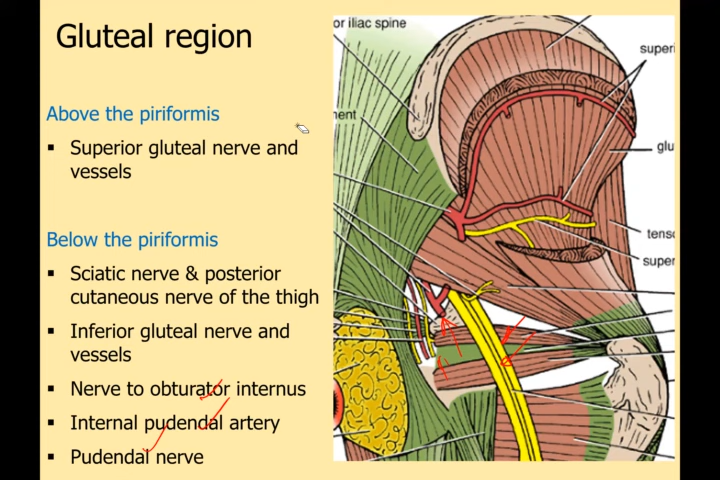 Gluteal region
Above the piriformis
▪ Superior gluteal nerve and
vessels
Below the piriformis
▪ Sciatic nerve & posterior
cutaneous nerve of the thigh
▪ Inferior gluteal nerve and
vessels
▪ Nerve to obturator internus
▪ Internal pudendal artery
▪ Pudendal nerve
or iliac spine
superi
ment
glu
tens
super